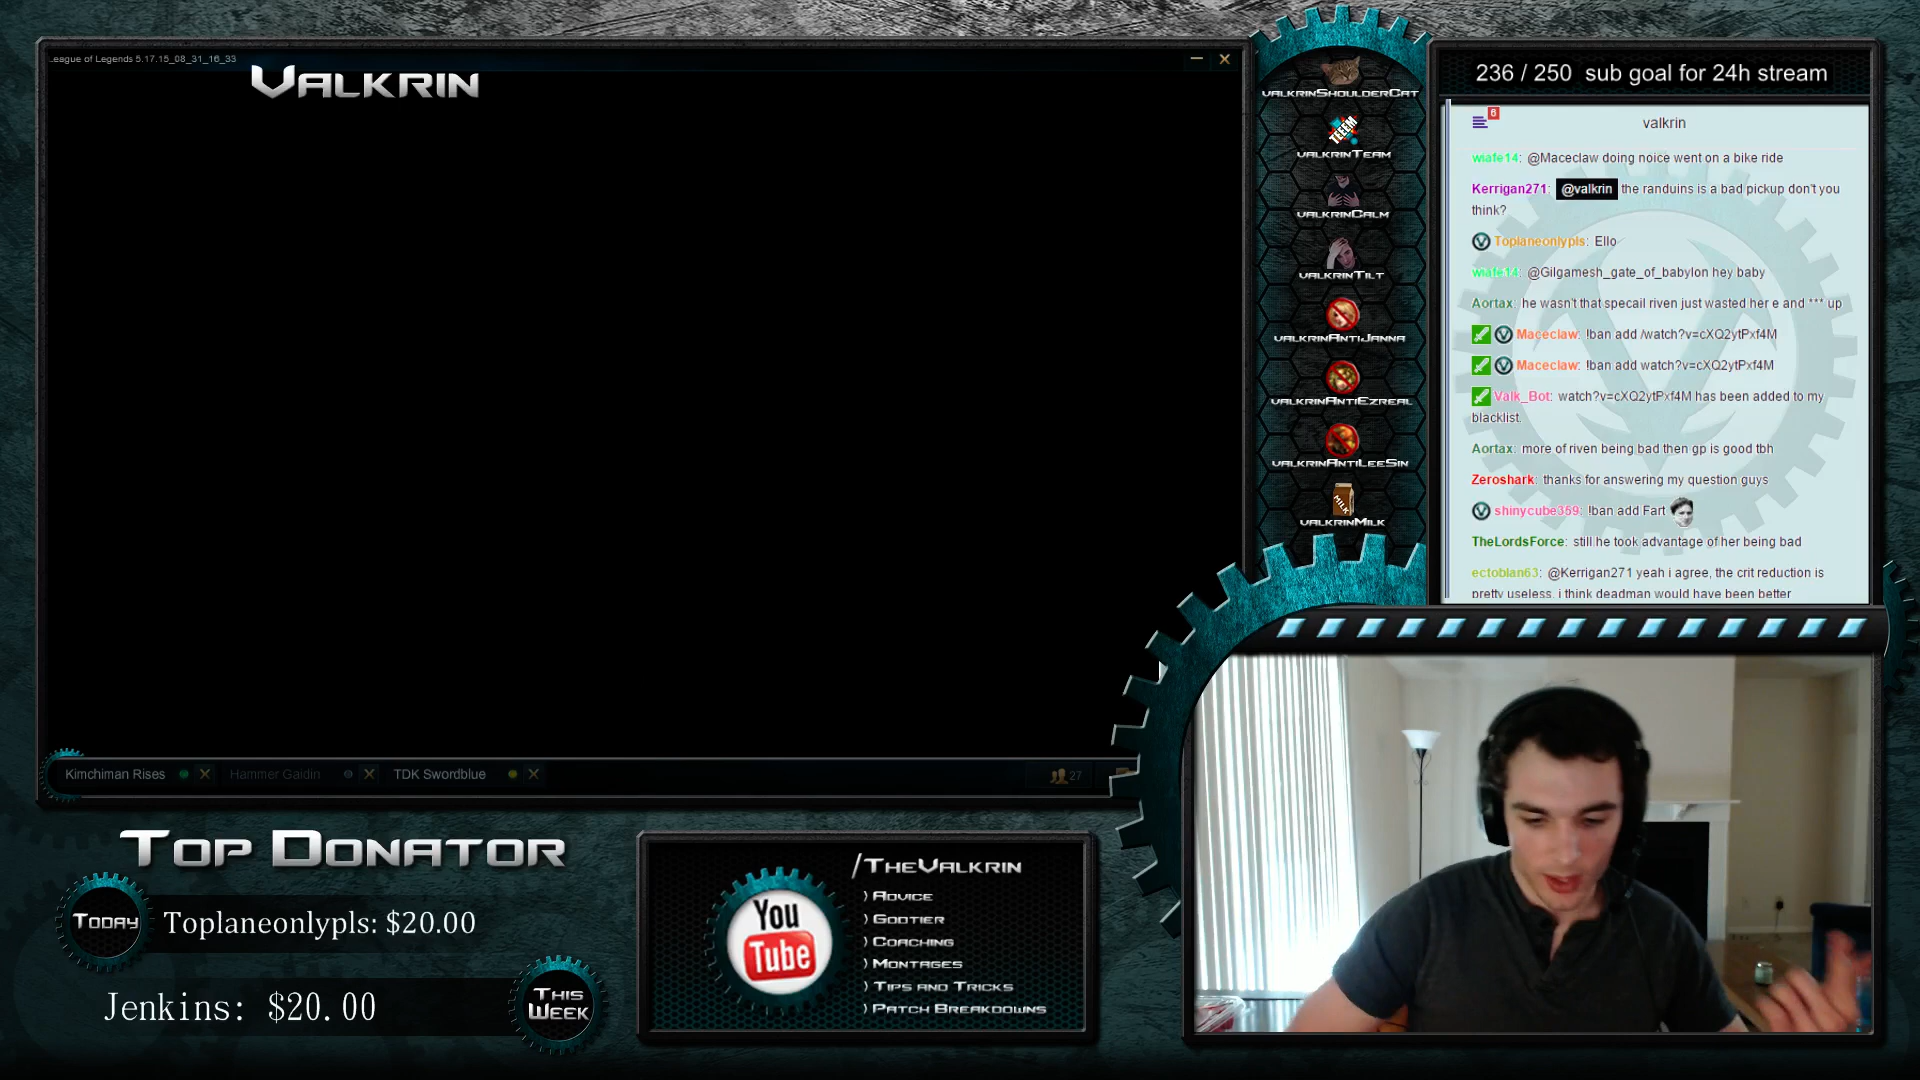 League of Legends 5.17.15_08_31_16_33
VALKRIN
Kimchiman Rises
Hammer Gaidin
TDK Swordblue
27
valkrinShoulderCat
TEEEM
valkrinTeam
valkrinCalm
valkrinTilt
valkrinAntiJanna
valkrinAntiEzreal
valkrinAntiLeeSin
MILK
valkrinMilk
236 / 250 sub goal for 24h stream
6
valkrin
wiafe14: @Maceclaw doing noice went on a bike ride
Kerrigan271: @valkrin the randuins is a bad pickup don't you
think?
Toplaneonlypls: Ello
wiafe14: @Gilgamesh_gate_of_babylon hey baby
Aortax: he wasn't that specail riven just wasted her e and *** up
Maceclaw: !ban add /watch?v=cXQ2ytPxf4M
Maceclaw: !ban add watch?v=cXQ2ytPxf4M
Valk_Bot: watch?v=cXQ2ytPxf4M has been added to my
blacklist.
Aortax: more of riven being bad then gp is good tbh
Zeroshark: thanks for answering my question guys
shinycube359: !ban add Fart
TheLordsForce: still he took advantage of her being bad
ectobian63: @Kerrigan271 yeah i agree, the crit reduction is
pretty useless. i think deadman would have been better
Top Donator
Today
Toplaneonlypls: $20.00
Jenkins: $20.00
This
Week
You
Tube
/TheValkrin
⟩ Advice
⟩ Godtier
⟩ Coaching
⟩ Montages
⟩ Tips and Tricks
⟩ Patch Breakdowns